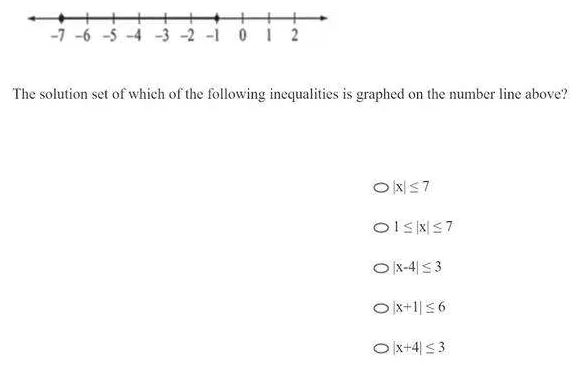 -7 -6 -5 -4 -3 -2 -1 0 1 2
The solution set of which of the following inequalities is graphed on the number line above?
|x| ≤ 7
1 ≤ |x| ≤ 7
|x-4| ≤ 3
|x+1| ≤ 6
|x+4| ≤ 3